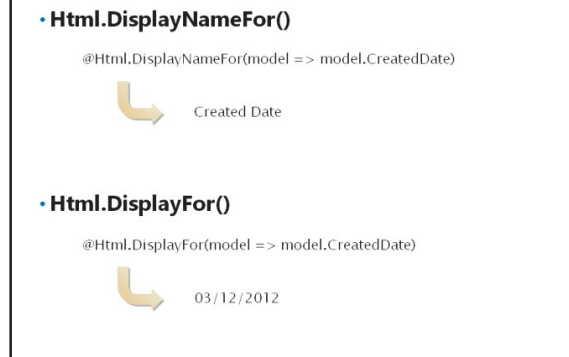 • Html.DisplayNameFor()
@Html.DisplayNameFor(model => model.CreatedDate)
Created Date
• Html.DisplayFor()
@Html.DisplayFor(model => model.CreatedDate)
03/12/2012